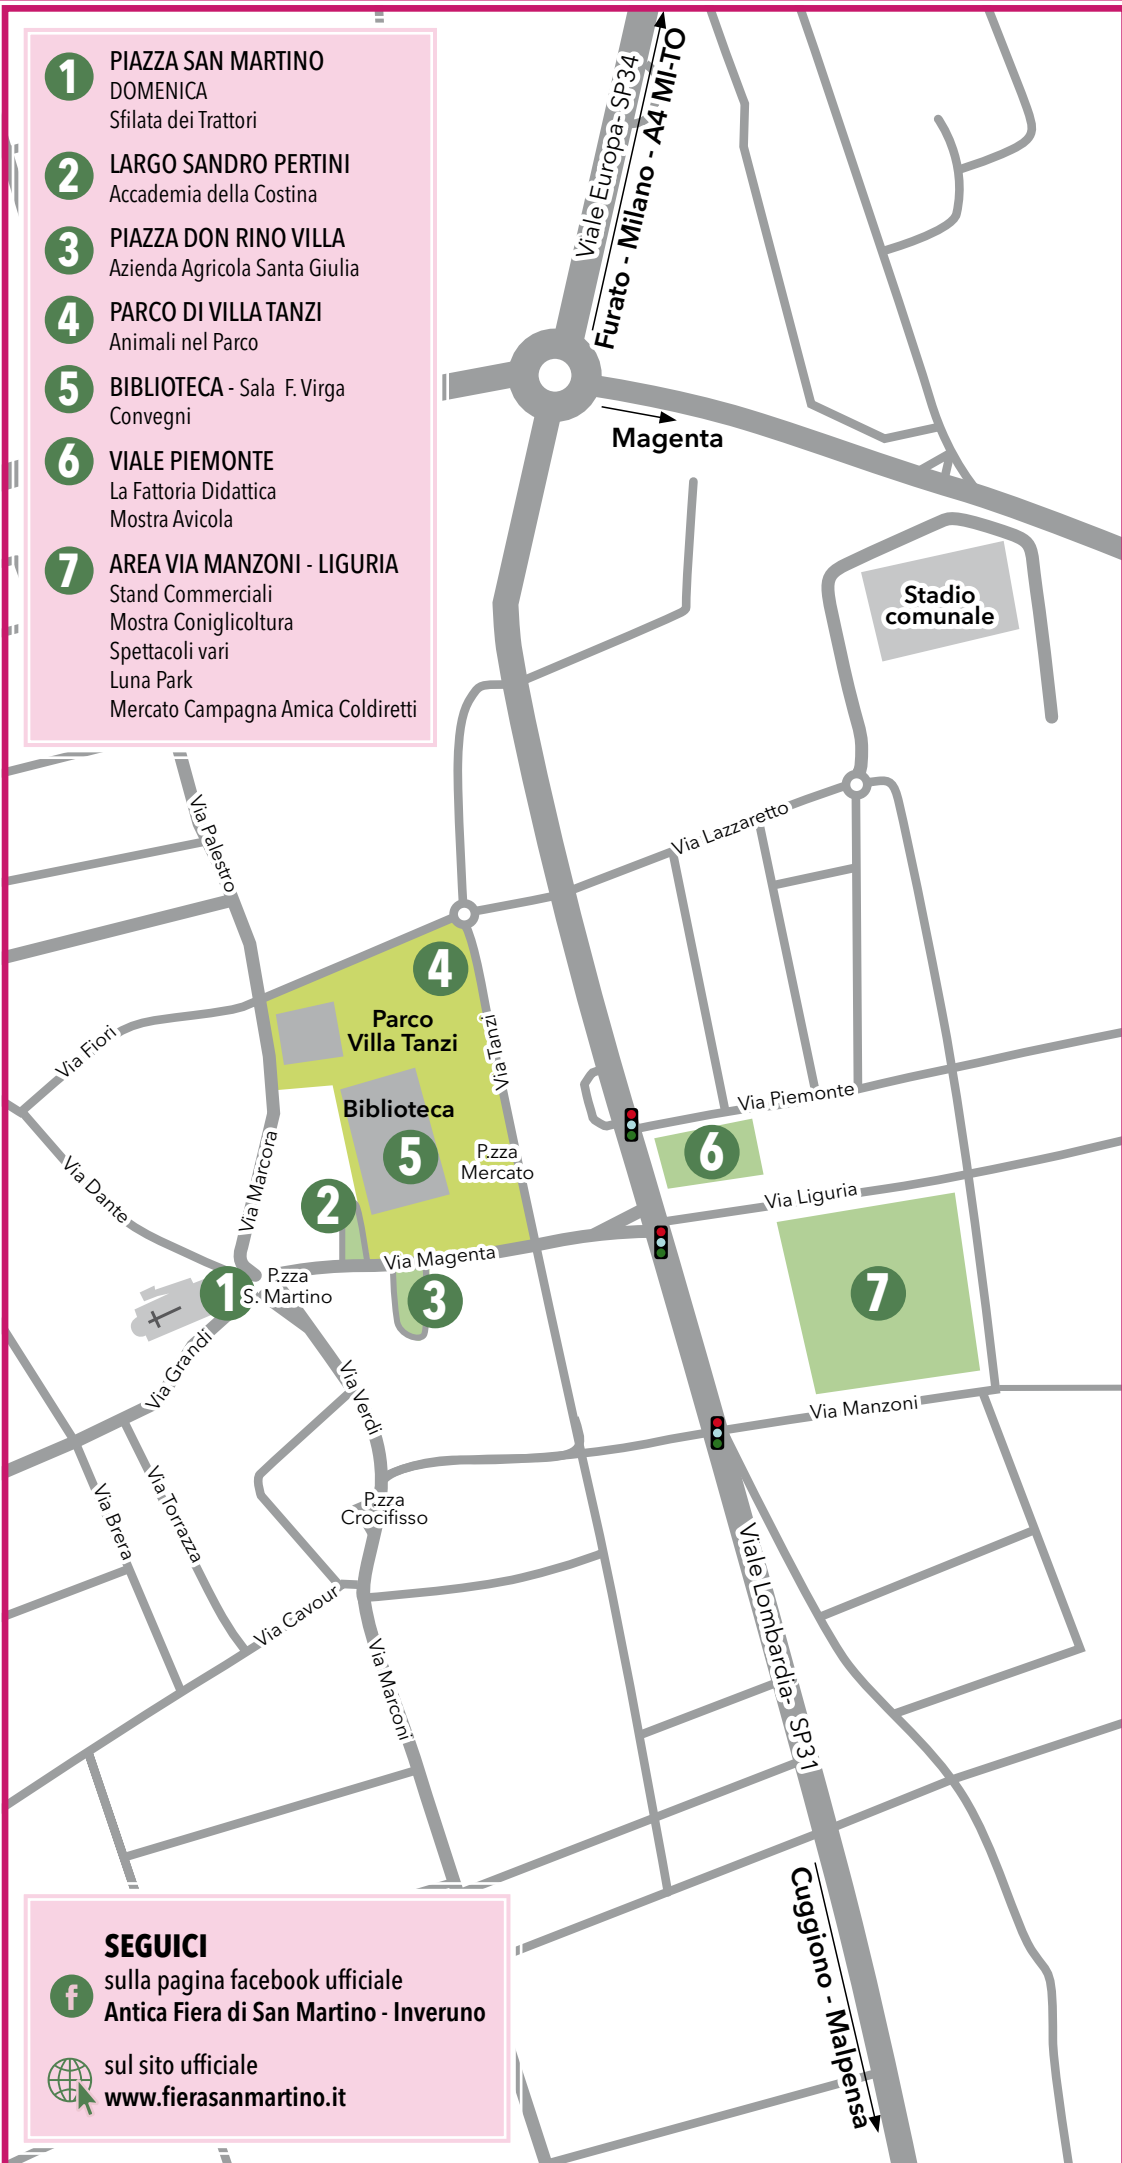 1 PIAZZA SAN MARTINO
DOMENICA
Sfilata dei Trattori
2 LARGO SANDRO PERTINI
Accademia della Costina
3 PIAZZA DON RINO VILLA
Azienda Agricola Santa Giulia
4 PARCO DI VILLA TANZI
Animali nel Parco
5 BIBLIOTECA - Sala F. Virga
Convegni
6 VIALE PIEMONTE
La Fattoria Didattica
Mostra Avicola
7 AREA VIA MANZONI - LIGURIA
Stand Commerciali
Mostra Coniglicoltura
Spettacoli vari
Luna Park
Mercato Campagna Amica Coldiretti
Viale Europa- SP34
Furato - Milano - A4 MI-TO
Magenta
Stadio
comunale
Via Palestro
Via Lazzaretto
4
Parco
Villa Tanzi
Via Tanzi
Via Fiori
Biblioteca
5
Via Piemonte
6
P.zza
Mercato
Via Marcora
Via Dante
2
Via Liguria
Via Magenta
1
P.zza
S. Martino
3
7
Via Grandi
Via Verdi
Via Manzoni
Via Brera
Via Torrazza
P.zza
Crocifisso
Via Cavour
Via Marconi
Viale Lombardia- SP31
Cuggiono - Malpensa
SEGUICI
f sulla pagina facebook ufficiale
Antica Fiera di San Martino - Inveruno
sul sito ufficiale
www.fierasanmartino.it